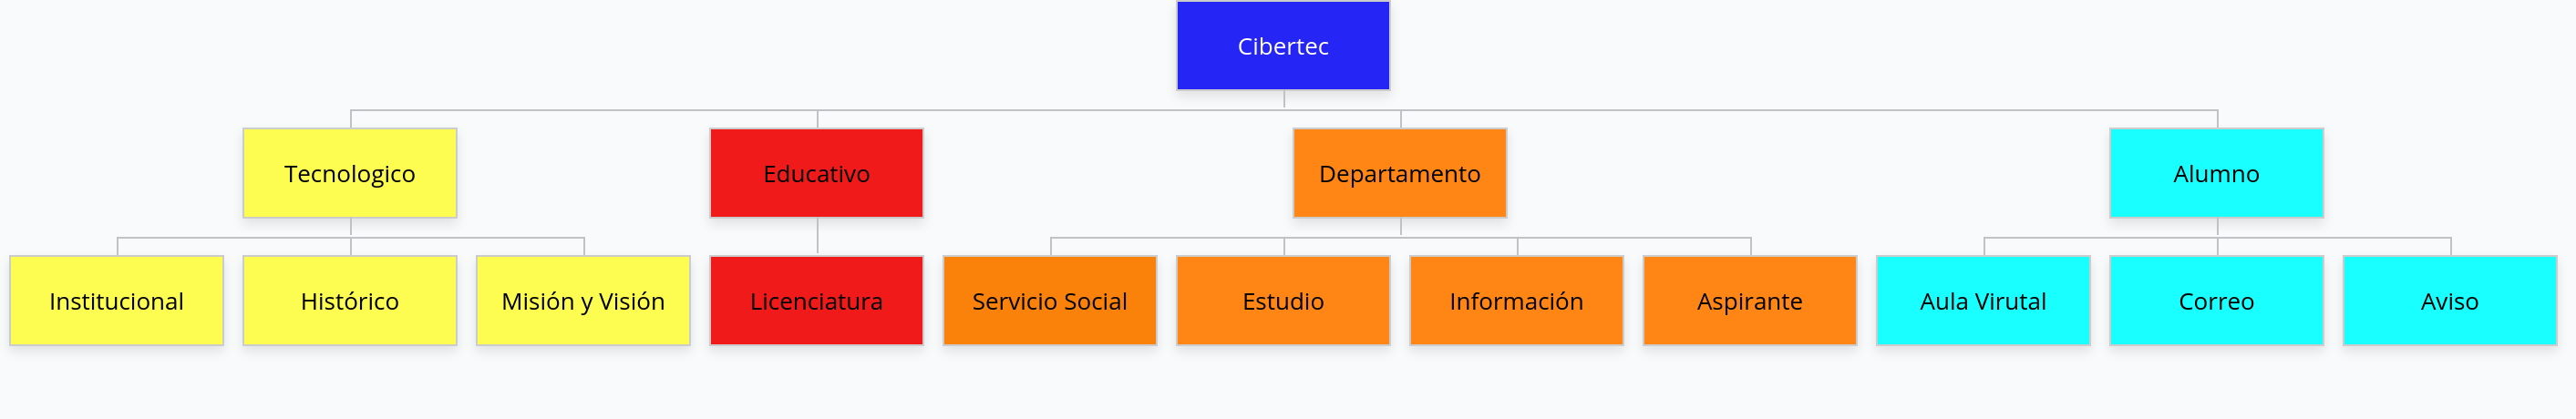 Cibertec
Tecnologico
Educativo
Departamento
Alumno
Institucional
Histórico
Misión y Visión
Licenciatura
Servicio Social
Estudio
Información
Aspirante
Aula Virutal
Correo
Aviso